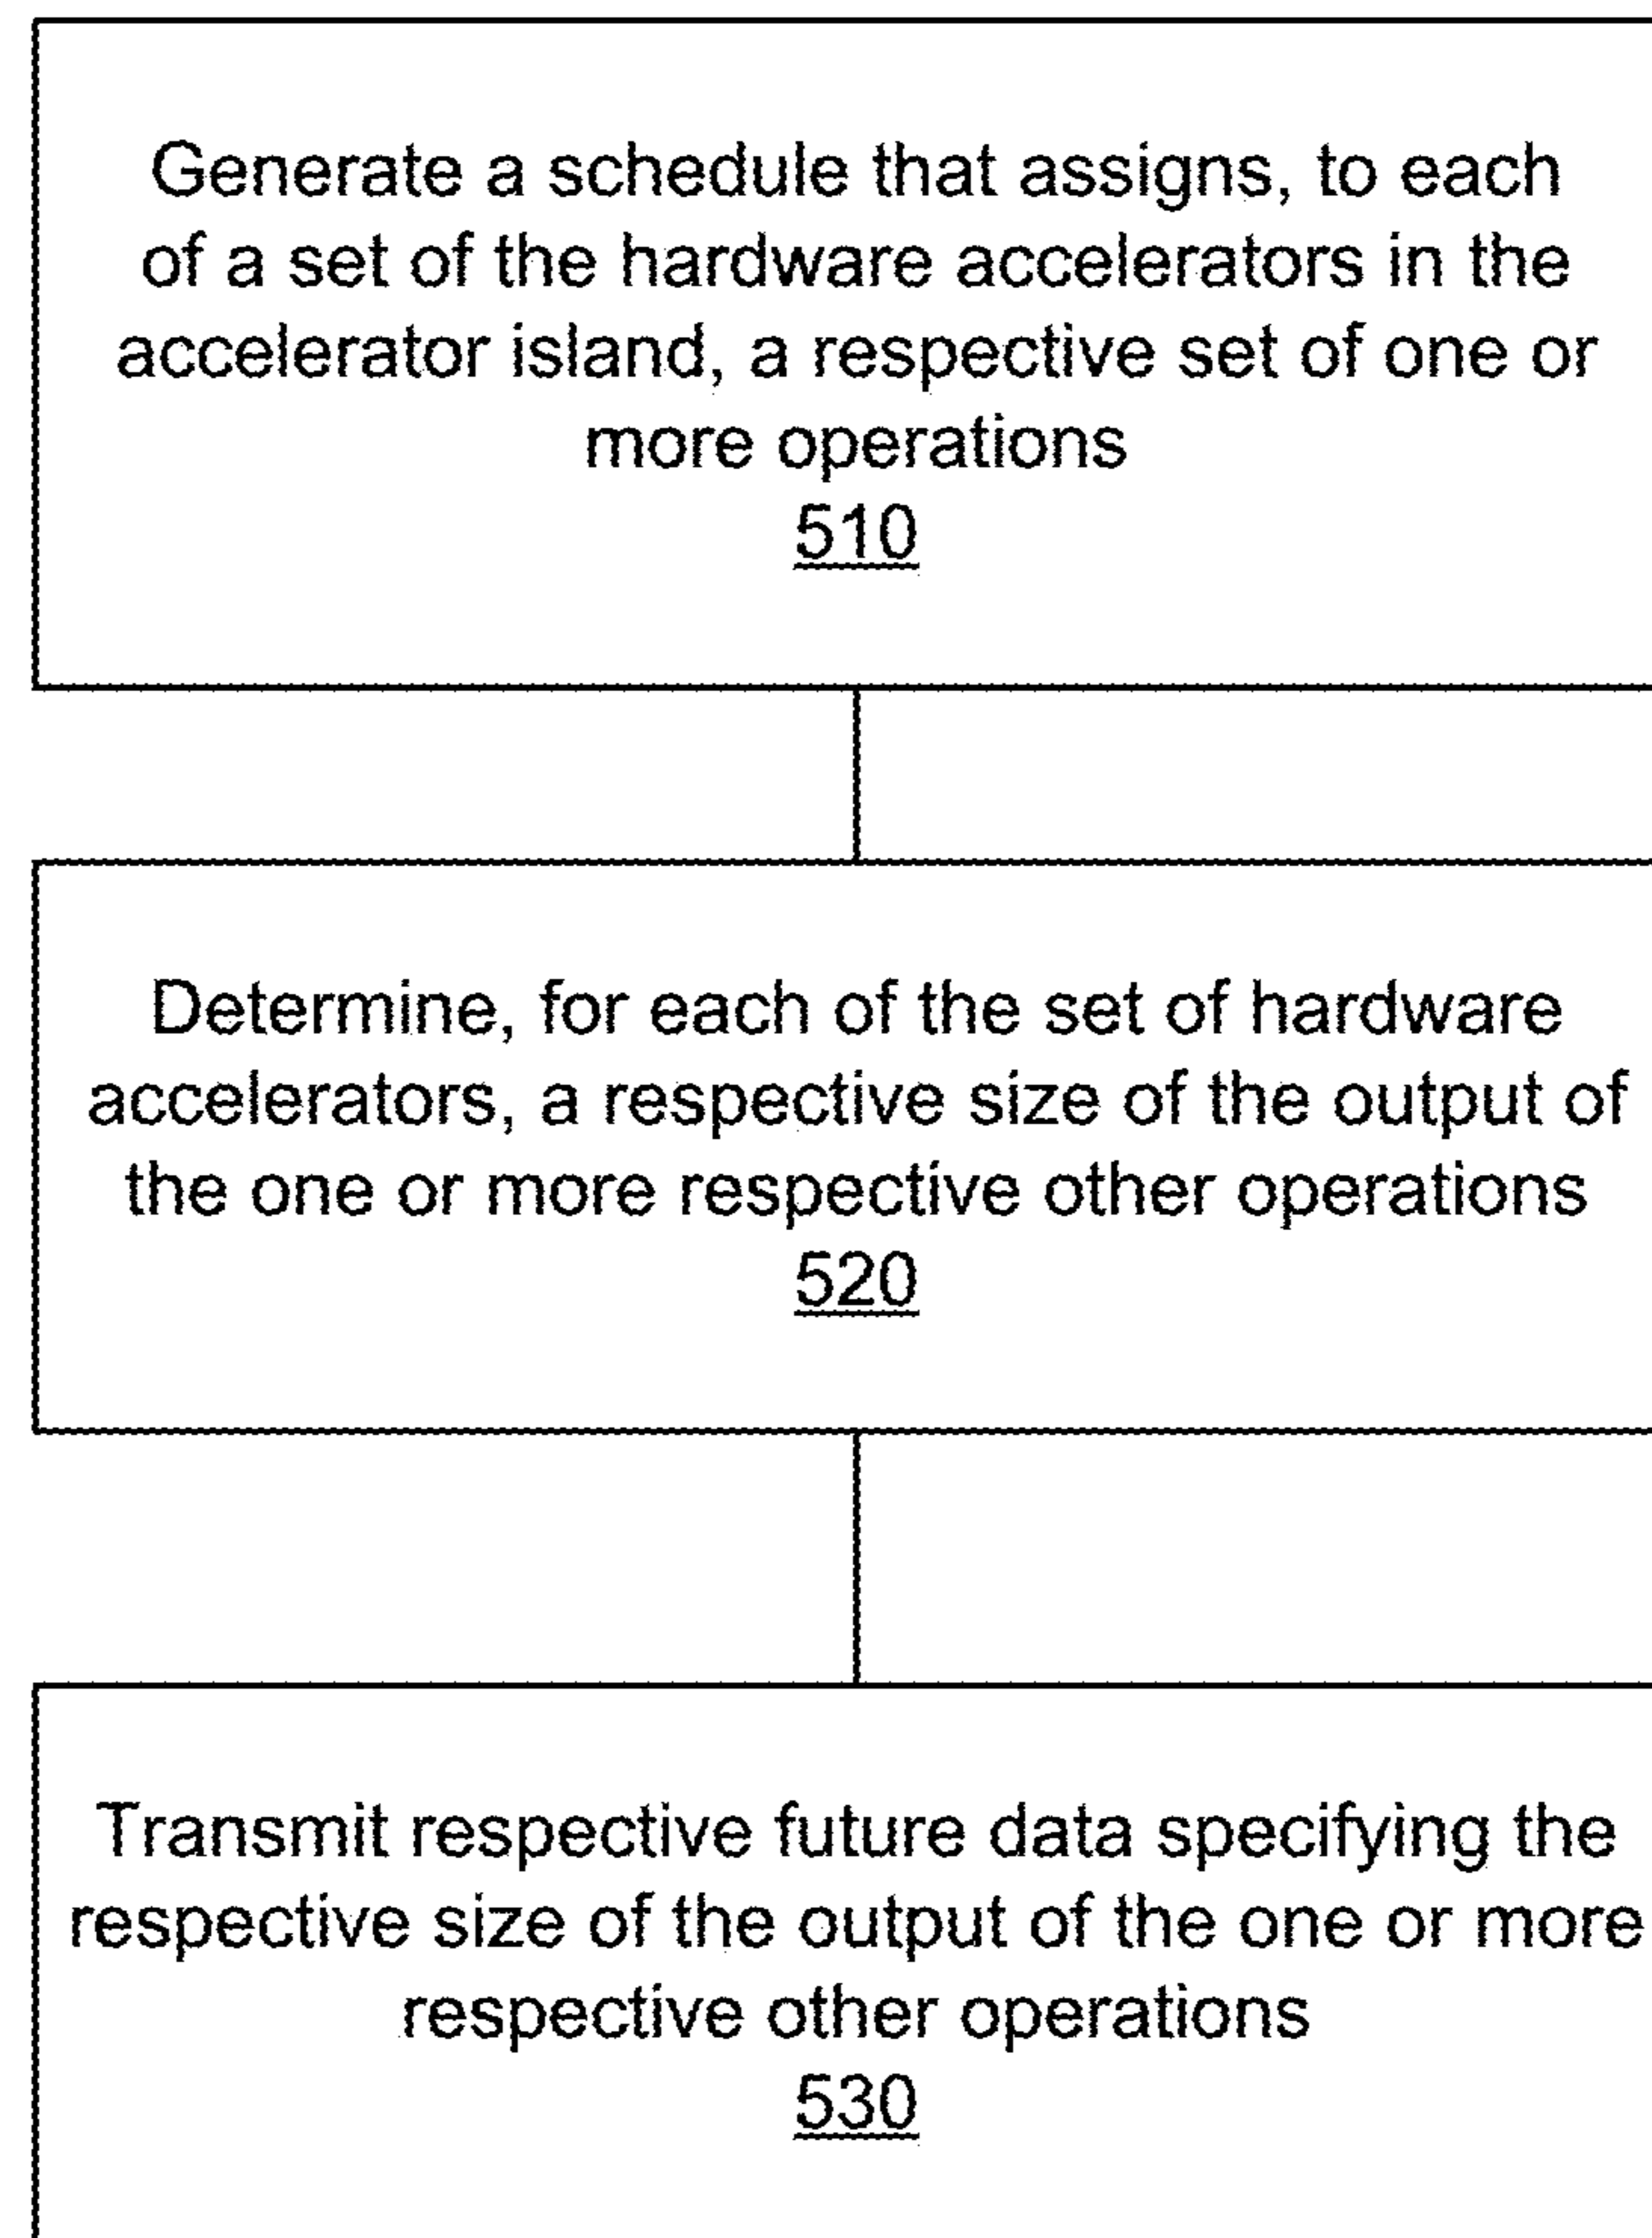 Generate a schedule that assigns, to each
of a set of the hardware accelerators in the
accelerator island, a respective set of one or
more operations
510
Determine, for each of the set of hardware
accelerators, a respective size of the output of
the one or more respective other operations
520
Transmit respective future data specifying the
respective size of the output of the one or more
respective other operations
530